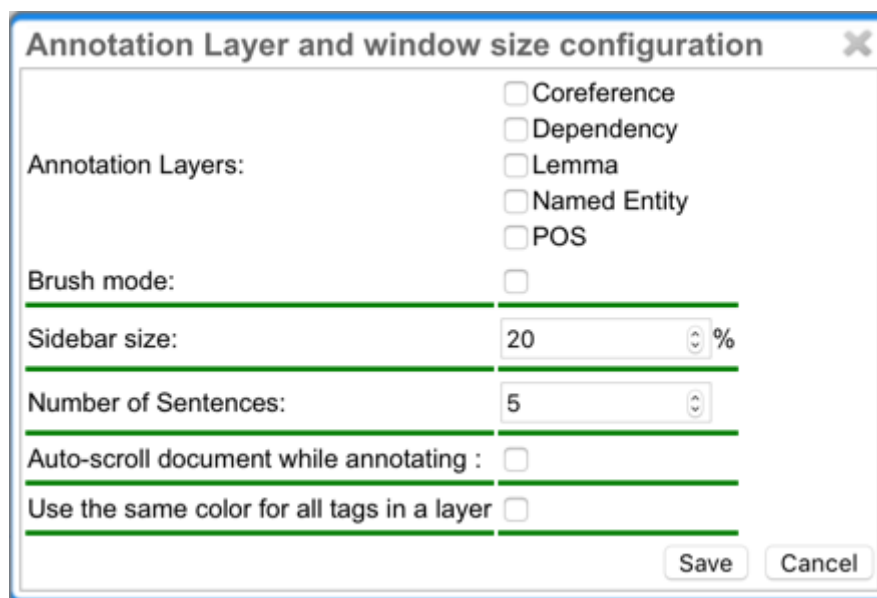 Annotation Layer and window size configuration
Annotation Layers:
Coreference
Dependency
Lemma
Named Entity
POS
Brush mode:
Sidebar size: 20 %
Number of Sentences: 5
Auto-scroll document while annotating :
Use the same color for all tags in a layer
Save Cancel